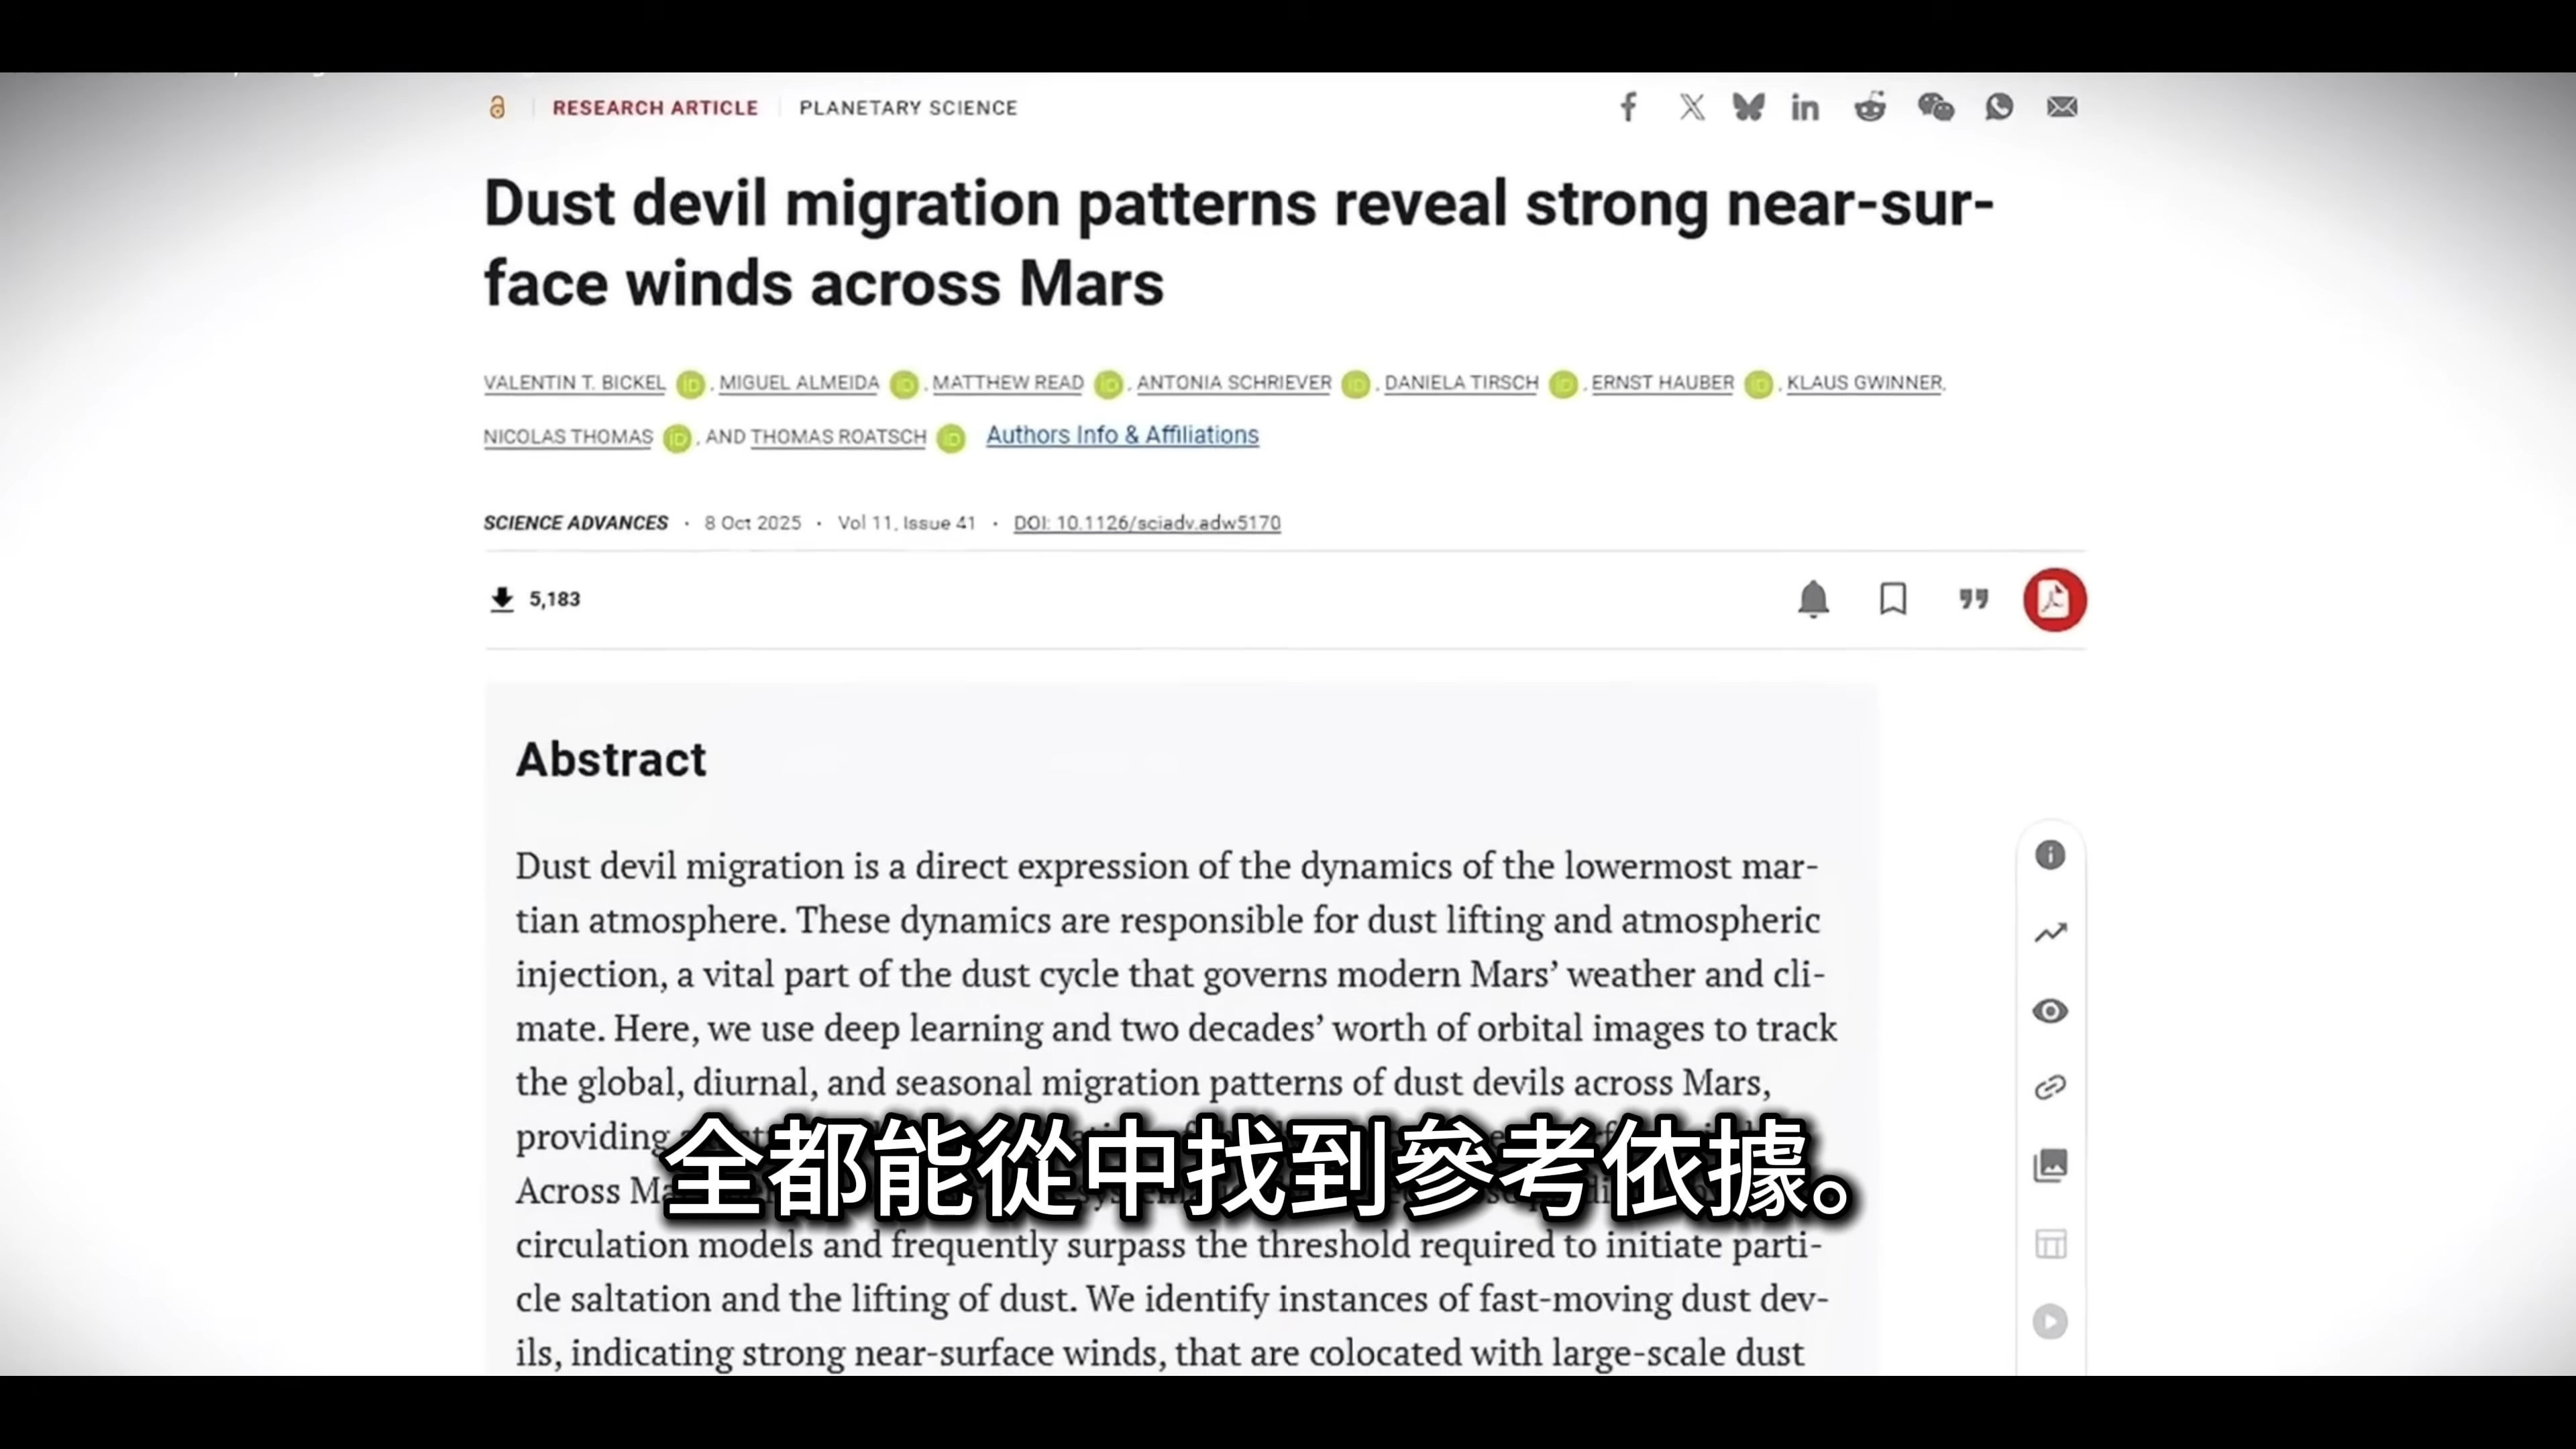 RESEARCH ARTICLE PLANETARY SCIENCE
Dust devil migration patterns reveal strong near-sur-
face winds across Mars
VALENTIN T. BICKEL iD, MIGUEL ALMEIDA iD, MATTHEW READ iD, ANTONIA SCHRIEVER iD, DANIELA TIRSCH iD, ERNST HAUBER iD, KLAUS GWINNER,
NICOLAS THOMAS iD, AND THOMAS ROATSCH iD Authors Info & Affiliations
SCIENCE ADVANCES · 8 Oct 2025 · Vol 11, Issue 41 · DOI: 10.1126/sciadv.adw5170
5,183
Abstract
Dust devil migration is a direct expression of the dynamics of the lowermost mar-
tian atmosphere. These dynamics are responsible for dust lifting and atmospheric
injection, a vital part of the dust cycle that governs modern Mars’ weather and cli-
mate. Here, we use deep learning and two decades’ worth of orbital images to track
the global, diurnal, and seasonal migration patterns of dust devils across Mars,
providing
全都能從中找到參考依據。
Across
circulation models and frequently surpass the threshold required to initiate parti-
cle saltation and the lifting of dust. We identify instances of fast-moving dust dev-
ils, indicating strong near-surface winds, that are colocated with large-scale dust